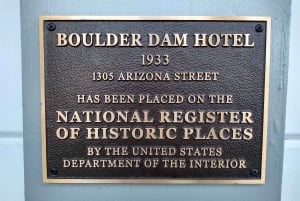 BOULDER DAM HOTEL
1933
1305 ARIZONA STREET
HAS BEEN PLACED ON THE
NATIONAL REGISTER
OF HISTORIC PLACES
BY THE UNITED STATES
DEPARTMENT OF THE INTERIOR